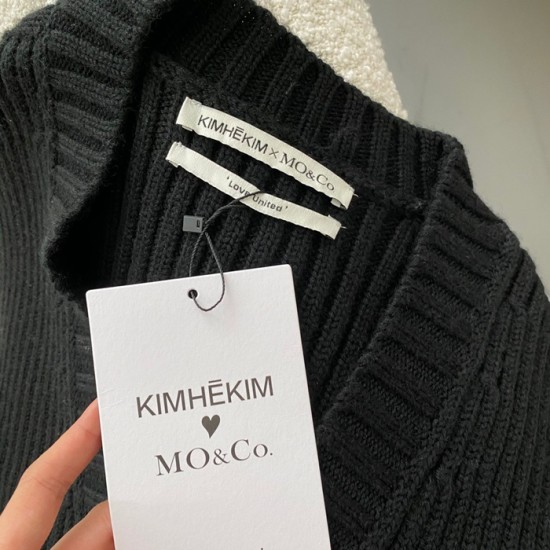 KIMHĒKIM × MO&Co.
'Love United'
KIMHĒKIM
♥
MO&Co.